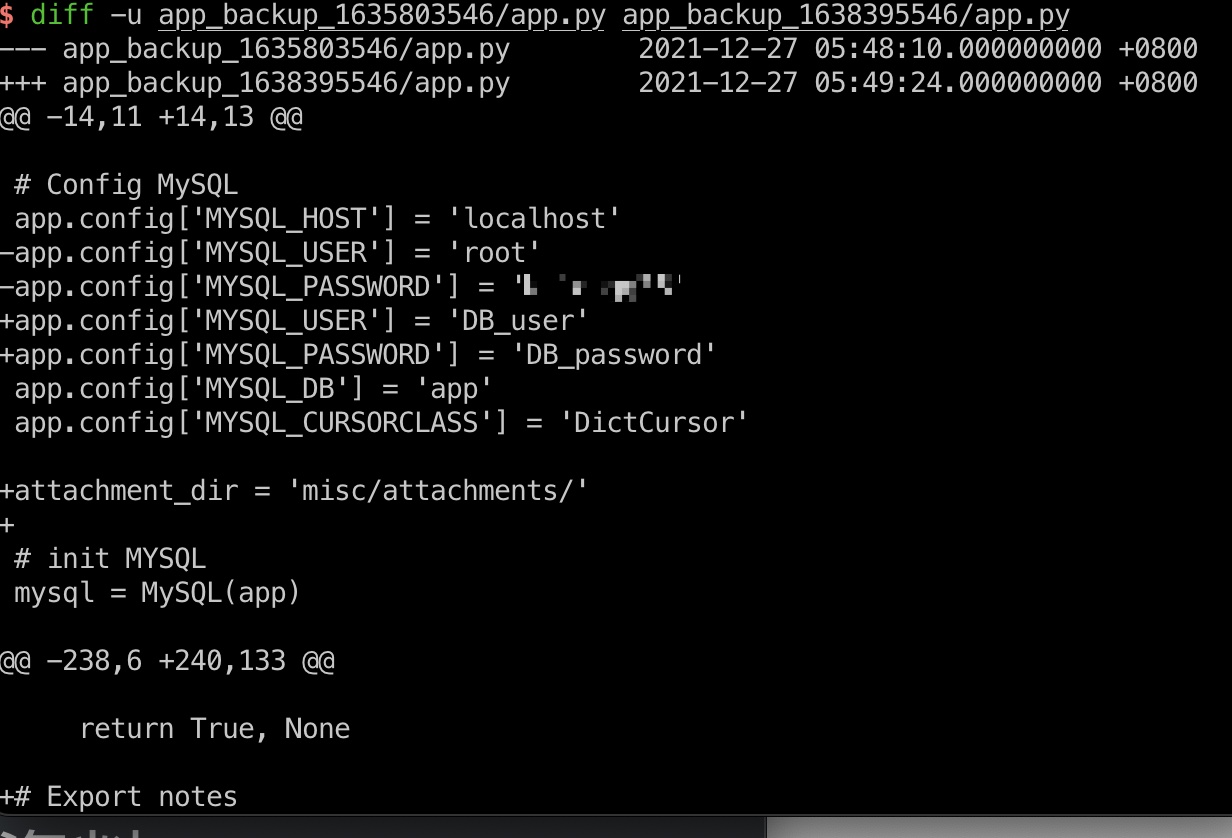 $ diff -u app_backup_1635803546/app.py app_backup_1638395546/app.py
--- app_backup_1635803546/app.py        2021-12-27 05:48:10.000000000 +0800
+++ app_backup_1638395546/app.py        2021-12-27 05:49:24.000000000 +0800
@@ -14,11 +14,13 @@
 # Config MySQL
 app.config['MYSQL_HOST'] = 'localhost'
-app.config['MYSQL_USER'] = 'root'
-app.config['MYSQL_PASSWORD'] = ' '
+app.config['MYSQL_USER'] = 'DB_user'
+app.config['MYSQL_PASSWORD'] = 'DB_password'
 app.config['MYSQL_DB'] = 'app'
 app.config['MYSQL_CURSORCLASS'] = 'DictCursor'
+attachment_dir = 'misc/attachments/'
+
 # init MYSQL
 mysql = MySQL(app)
@@ -238,6 +240,133 @@
     return True, None
+# Export notes